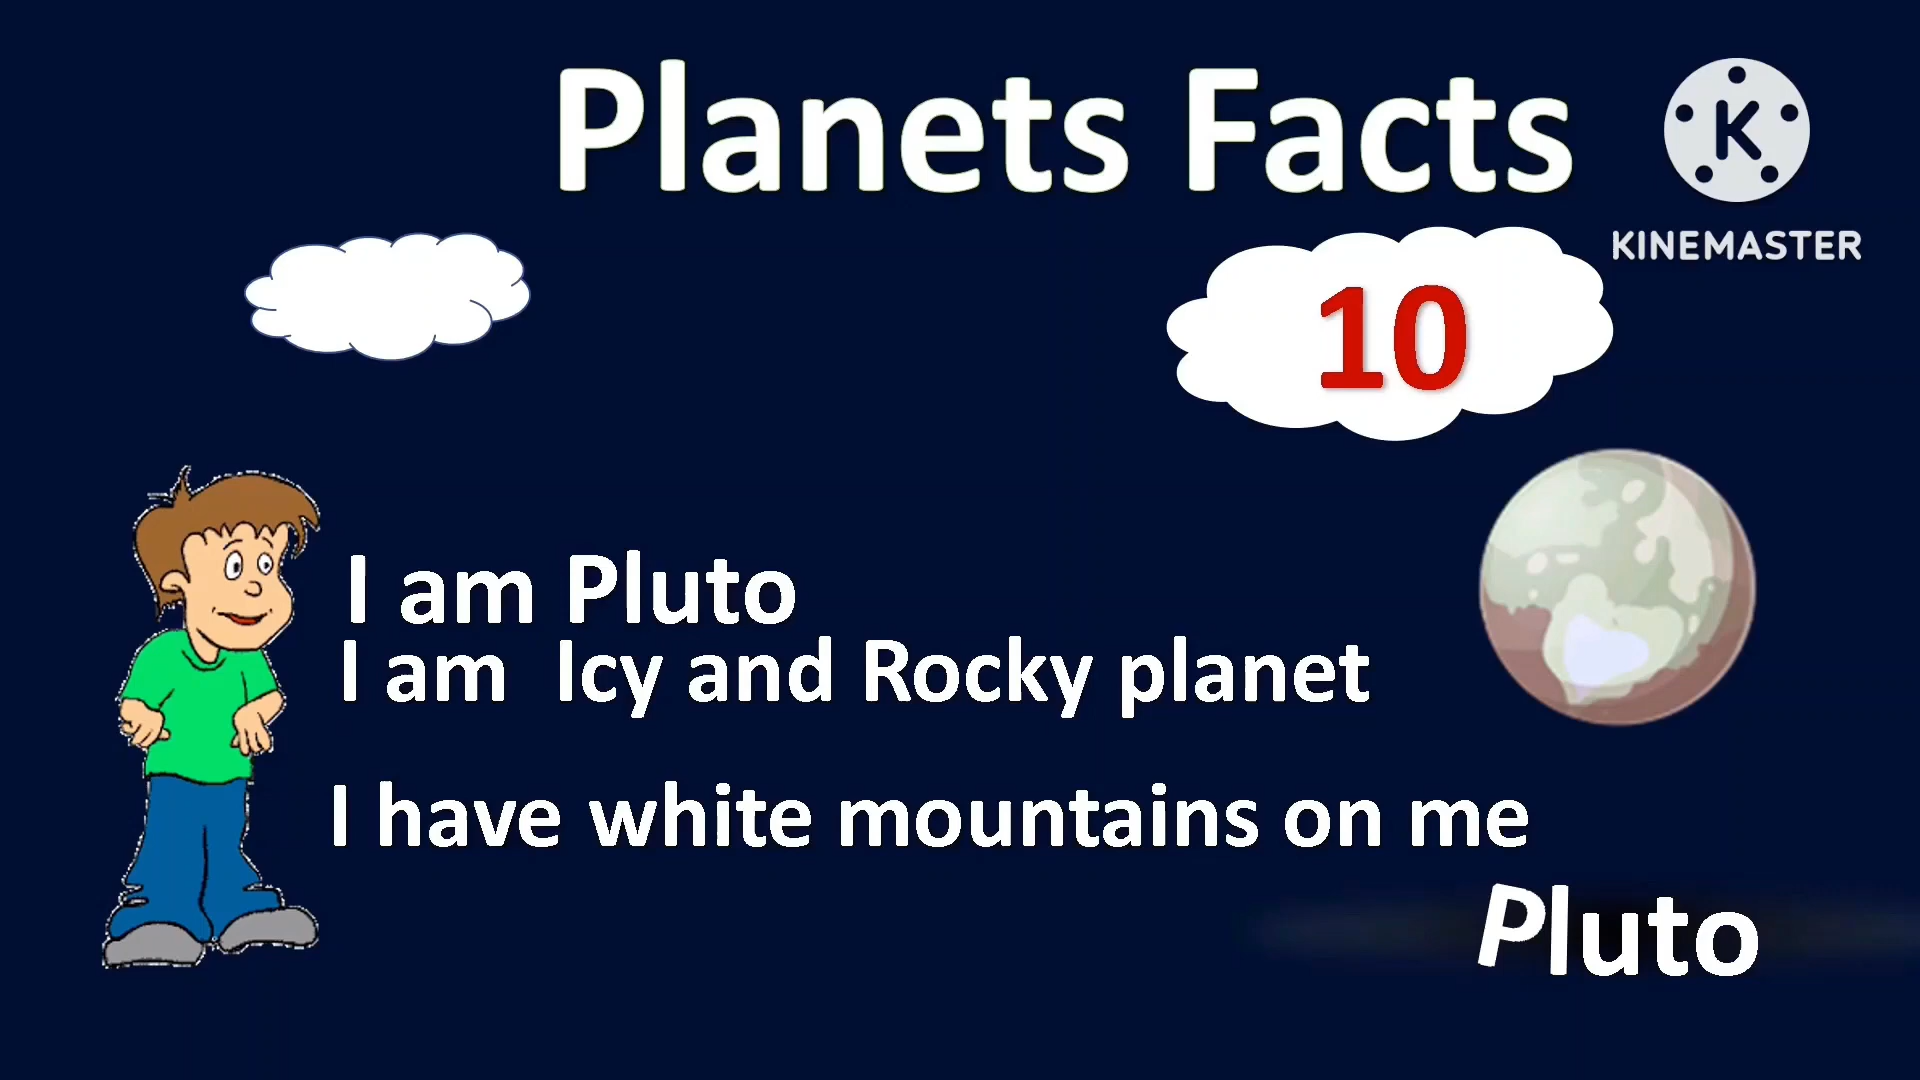 Planets Facts
K
KINEMASTER
10
I am Pluto
I am Icy and Rocky planet
I have white mountains on me
Pluto